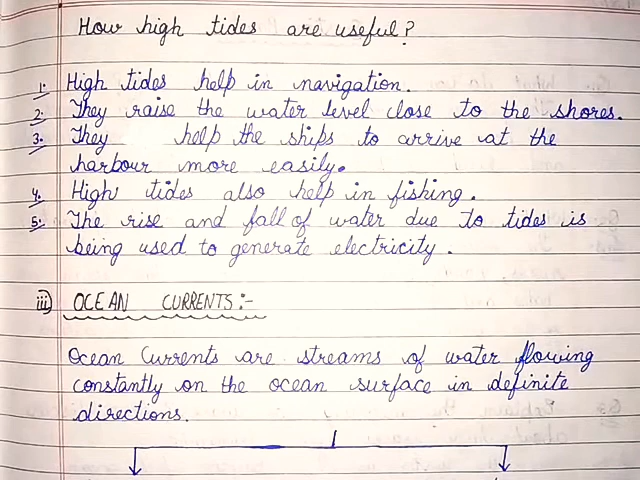 How high tides are useful?
1. High tides help in navigation.
2. They raise the water level close to the shores.
3. They help the ships to arrive at the
harbour more easily.
4. High tides also help in fishing.
5. The rise and fall of water due to tides is
being used to generate electricity.
iii) OCEAN CURRENTS:-
Ocean Currents are streams of water flowing
constantly on the ocean surface in definite
directions.